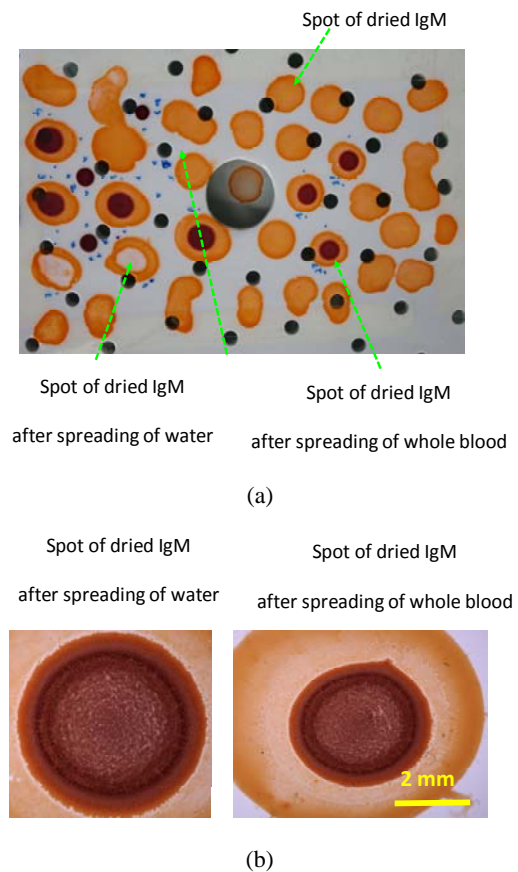 Spot of dried IgM
Spot of dried IgM
after spreading of water
Spot of dried IgM
after spreading of whole blood
(a)
Spot of dried IgM
after spreading of water
Spot of dried IgM
after spreading of whole blood
2 mm
(b)